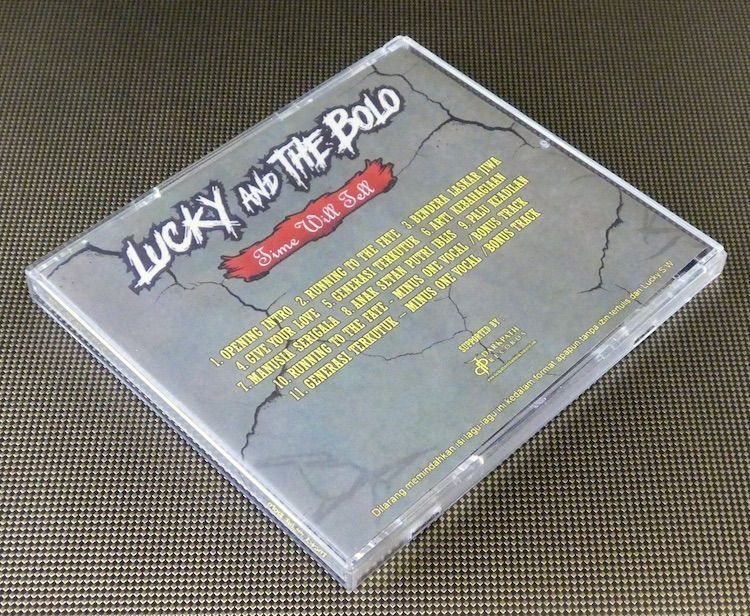 LUCKY AND THE BOLO
Time Will Tell
1. OPENING INTRO 2. RUNNING TO THE FATE 3. BENDERA LASKAR JIWA
4. GIVE YOUR LOVE 5. GENERASI TERKUTUK 6. ARTI KEBAHAGIAAN
7. MANUSIA SERIGALA 8. ANAK SETAN PUTRI IBLIS 9. PALU KEADILAN
10. RUNNING TO THE FATE - MINUS ONE VOCAL /BONUS TRACK
11. GENERASI TERKUTUK - MINUS ONE VOCAL /BONUS TRACK
SUPPORTED BY:
DARAPATI
RECORDS
Dilarang memindahkan isi lagu lagu ini kedalam format apapun tanpa izin tertulis dari Lucky S.W